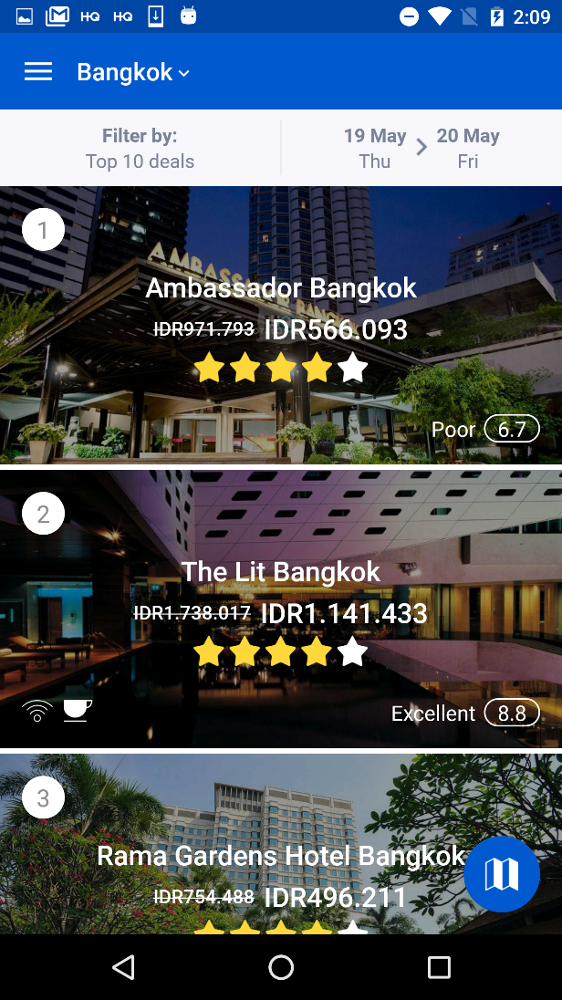 HQ HQ 2:09
Bangkok
Filter by:
Top 10 deals
19 May 20 May
Thu Fri
1
AMBASSADOR BANGKOK
Ambassador Bangkok
IDR971.793 IDR566.093
Poor 6.7
2
The Lit Bangkok
IDR1.738.017 IDR1.141.433
Excellent 8.8
3
Rama Gardens Hotel Bangkok
IDR754.488 IDR496.211